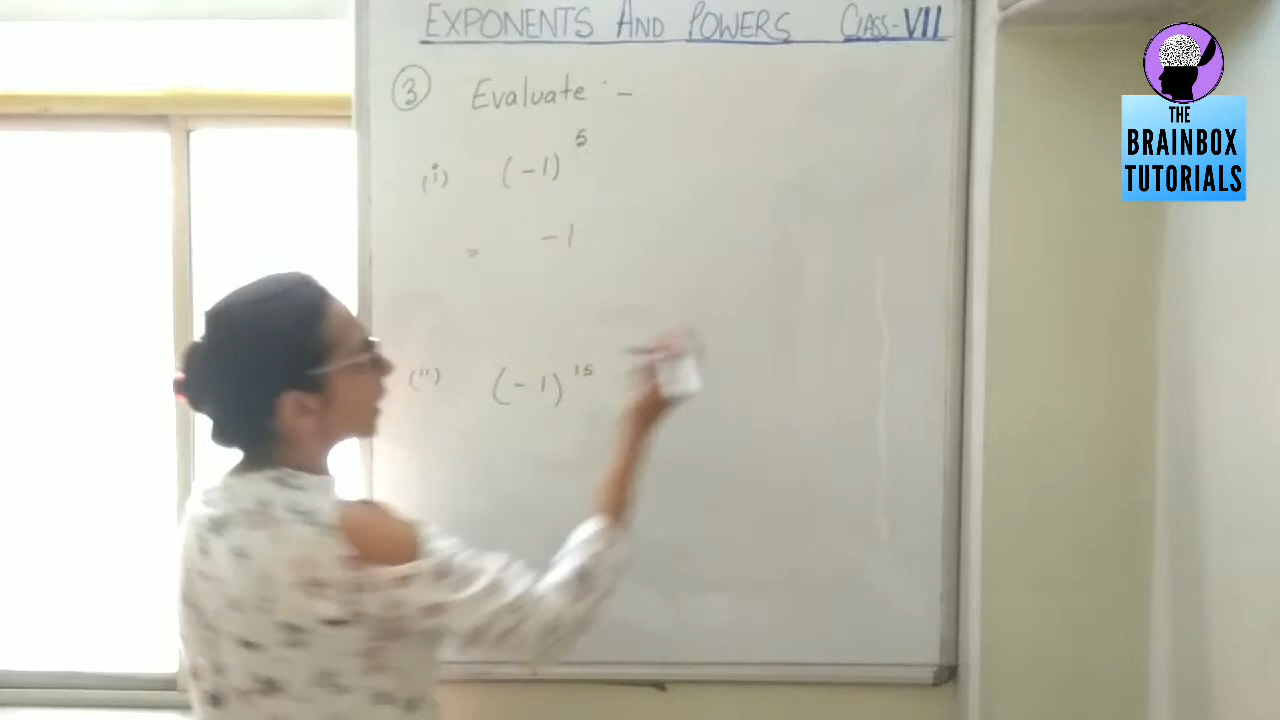 EXPONENTS AND POWERS CLASS-VII
3 Evaluate :-
(i) (-1)^5
= -1
(ii) (-1)^15
THE
BRAINBOX
TUTORIALS